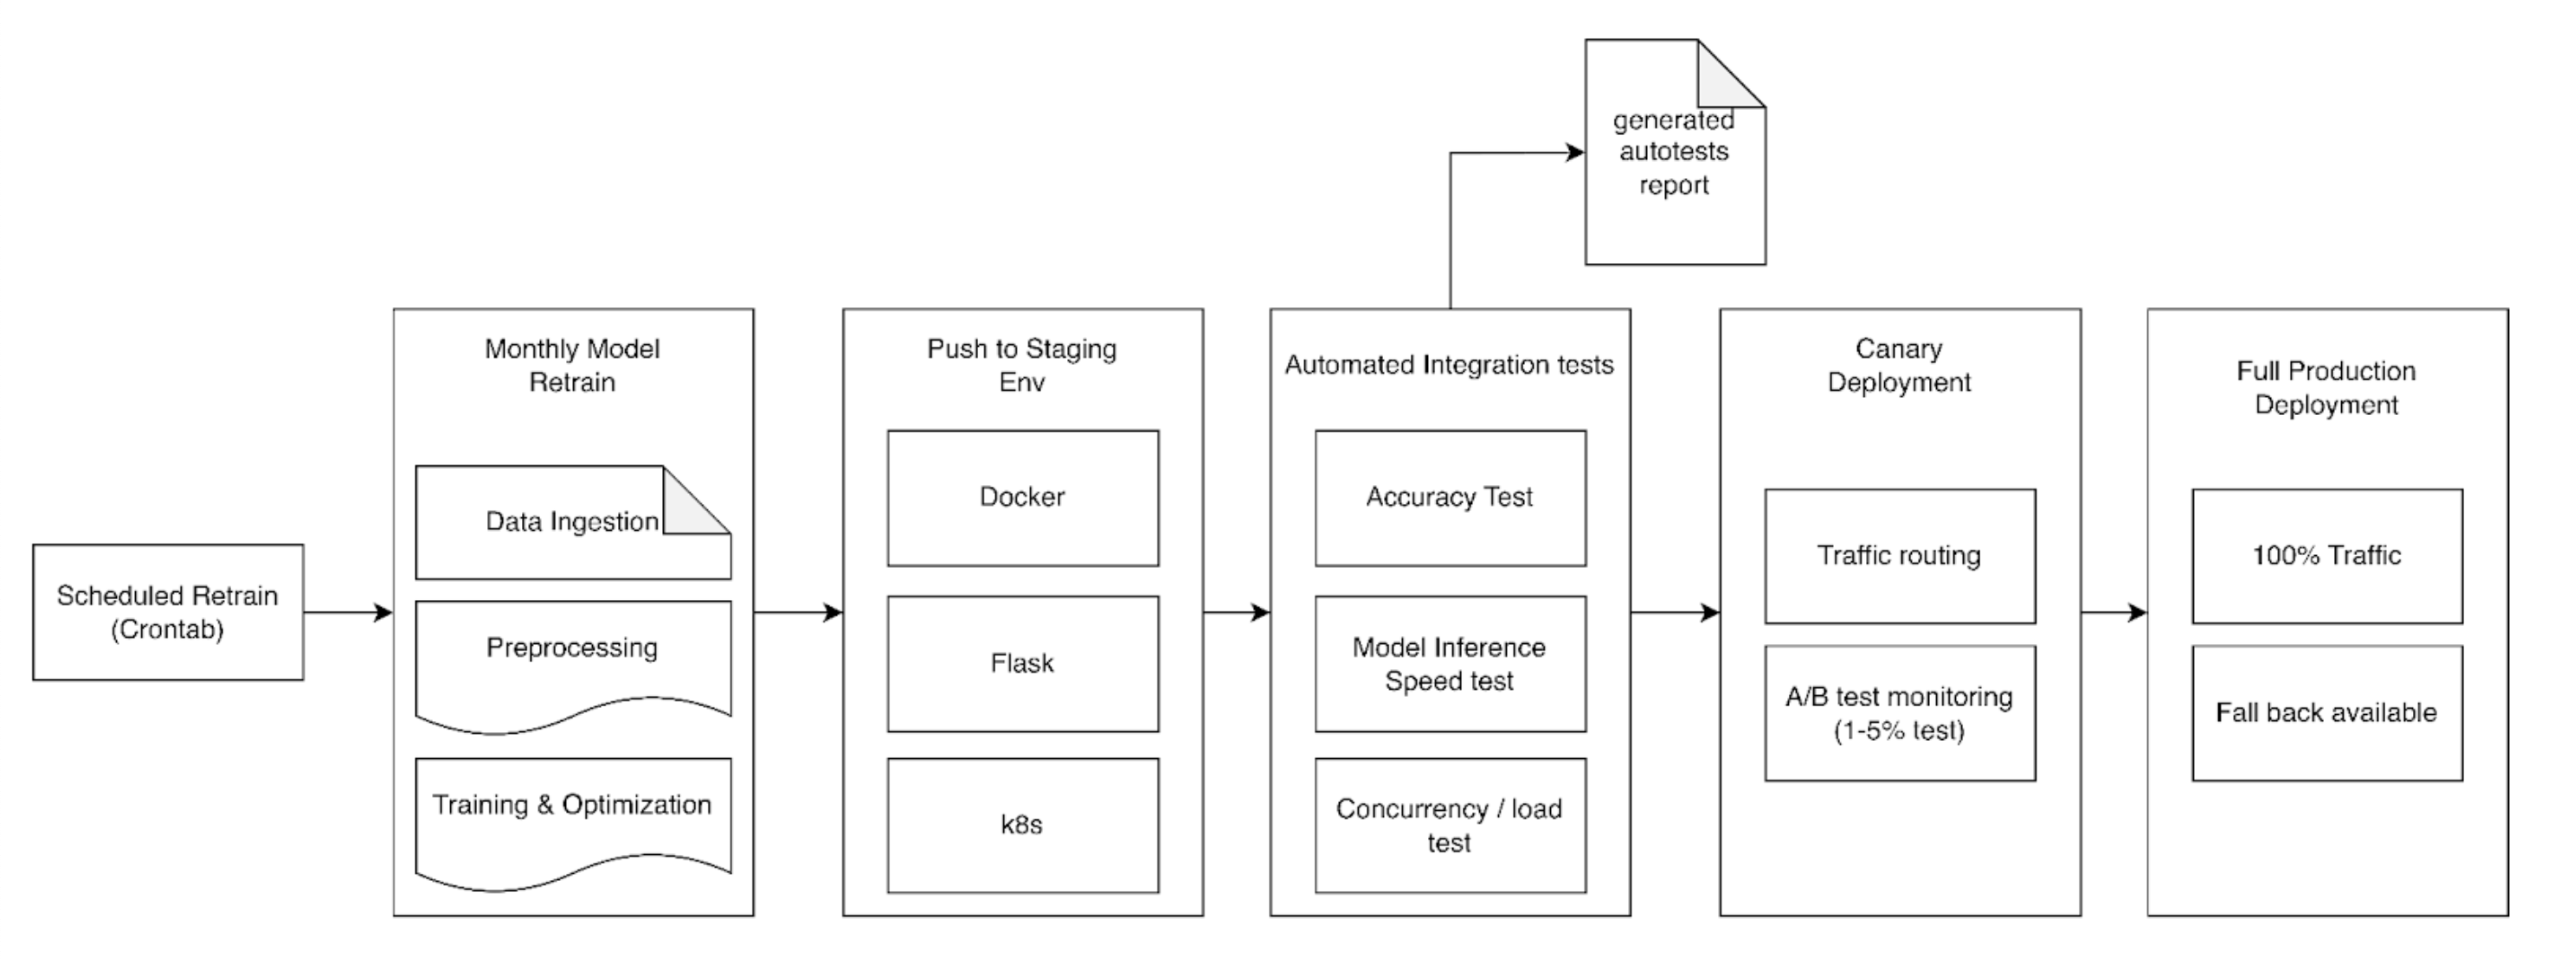 generated
autotests
report
Scheduled Retrain
(Crontab)
Monthly Model
Retrain
Data Ingestion
Preprocessing
Training & Optimization
Push to Staging
Env
Docker
Flask
k8s
Automated Integration tests
Accuracy Test
Model Inference
Speed test
Concurrency / load
test
Canary
Deployment
Traffic routing
A/B test monitoring
(1-5% test)
Full Production
Deployment
100% Traffic
Fall back available